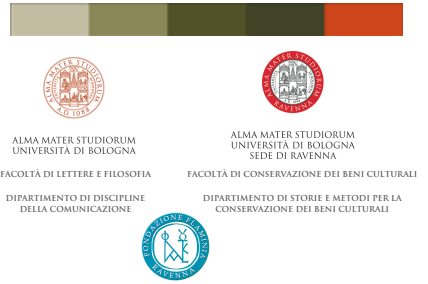 ALMA MATER STUDIORUM
A.D. 1088
ALMA MATER STUDIORUM
UNIVERSITÀ DI BOLOGNA
FACOLTÀ DI LETTERE E FILOSOFIA
DIPARTIMENTO DI DISCIPLINE
DELLA COMUNICAZIONE
ALMA MATER STUDIORUM
RAVENNA
ALMA MATER STUDIORUM
UNIVERSITÀ DI BOLOGNA
SEDE DI RAVENNA
FACOLTÀ DI CONSERVAZIONE DEI BENI CULTURALI
DIPARTIMENTO DI STORIE E METODI PER LA
CONSERVAZIONE DEI BENI CULTURALI
FONDAZIONE FLAMINIA
RAVENNA